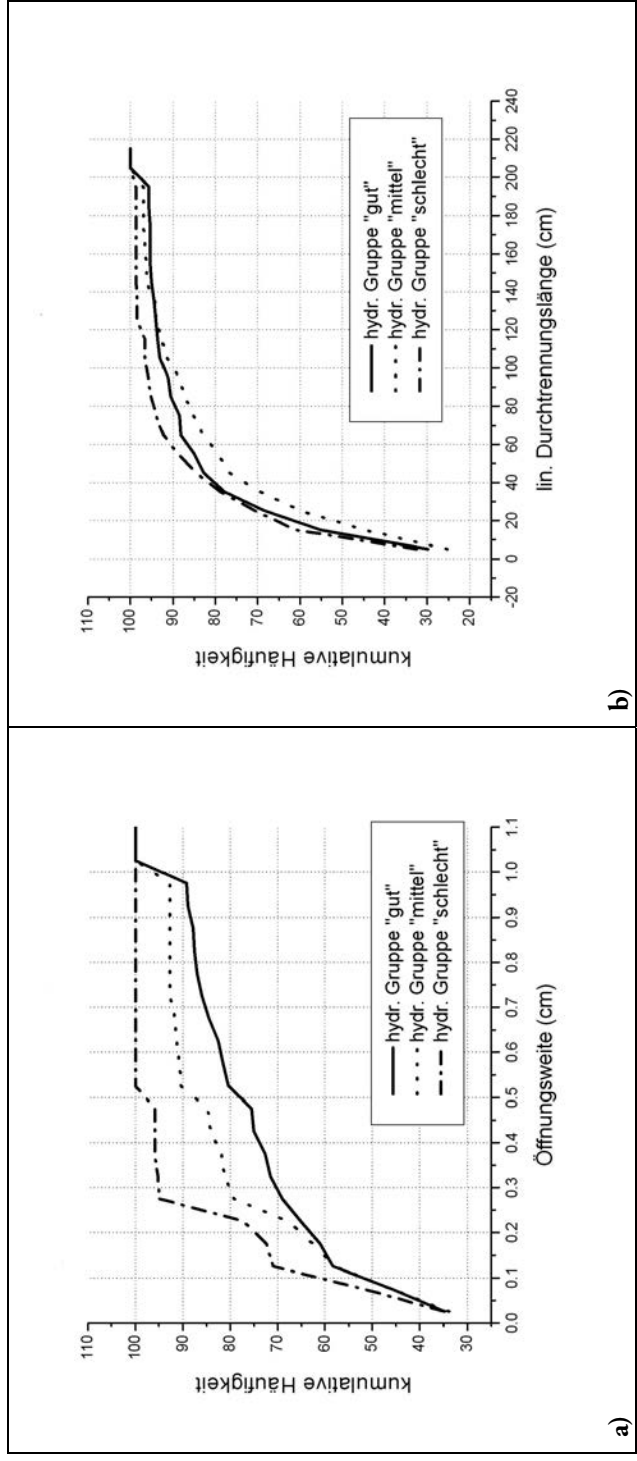 110
100
90
80
70
60
50
40
30
kumulative Häufigkeit
0.0 0.1 0.2 0.3 0.4 0.5 0.6 0.7 0.8 0.9 1.0 1.1
Öffnungsweite (cm)
hydr. Gruppe "gut"
hydr. Gruppe "mittel"
hydr. Gruppe "schlecht"
a)
110
100
90
80
70
60
50
40
30
20
kumulative Häufigkeit
-20 0 20 40 60 80 100 120 140 160 180 200 220 240
lin. Durchtrennungslänge (cm)
hydr. Gruppe "gut"
hydr. Gruppe "mittel"
hydr. Gruppe "schlecht"
b)